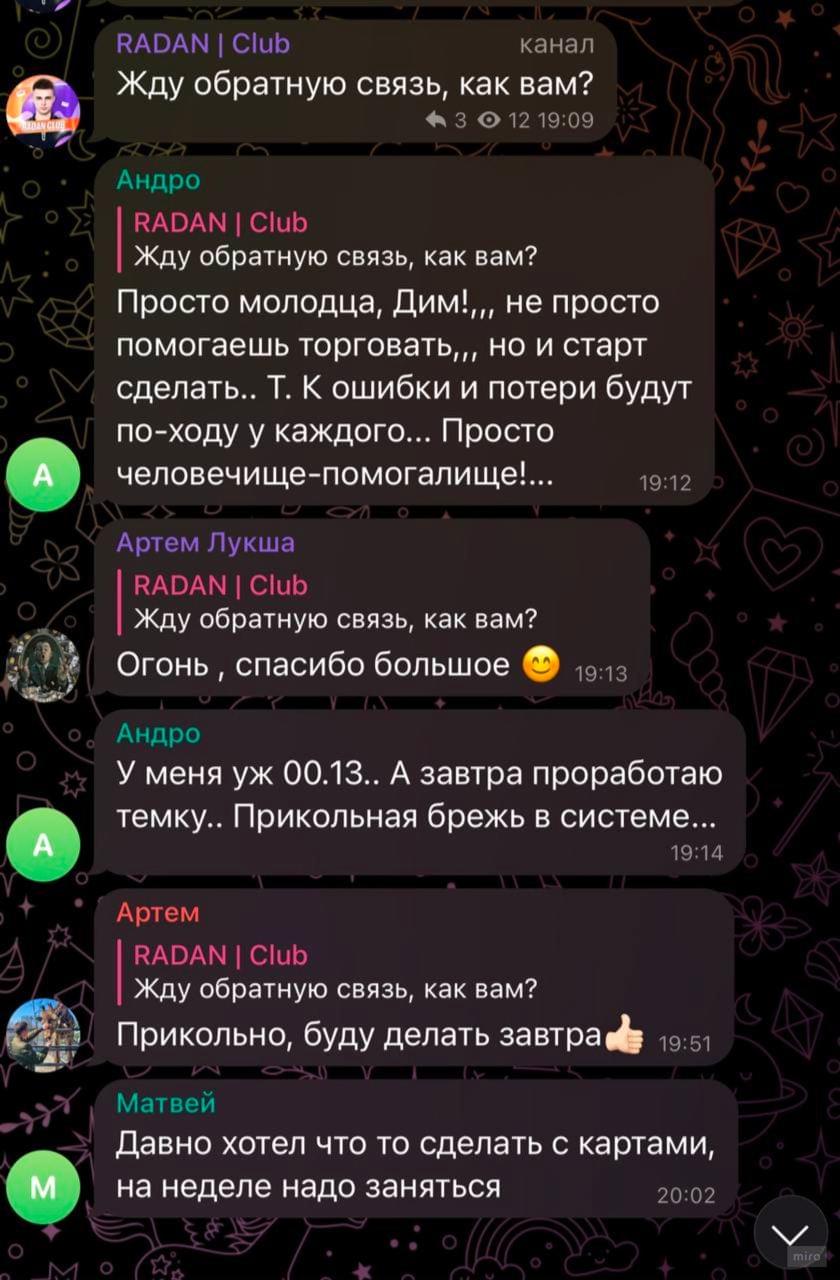 RADAN | Club канал
Жду обратную связь, как вам?
3 12 19:09
RADAN CLUB
Андро
RADAN | Club
Жду обратную связь, как вам?
Просто молодца, Дим!,,, не просто
помогаешь торговать,,, но и старт
сделать.. Т. К ошибки и потери будут
по-ходу у каждого... Просто
человечище-помогалище!...
19:12
А
Артем Лукша
RADAN | Club
Жду обратную связь, как вам?
Огонь , спасибо большое 😊 19:13
Андро
У меня уж 00.13.. А завтра проработаю
темку.. Прикольная брежь в системе...
19:14
А
Артем
RADAN | Club
Жду обратную связь, как вам?
Прикольно, буду делать завтра👍🏻 19:51
Матвей
Давно хотел что то сделать с картами,
на неделе надо заняться
20:02
М
miro